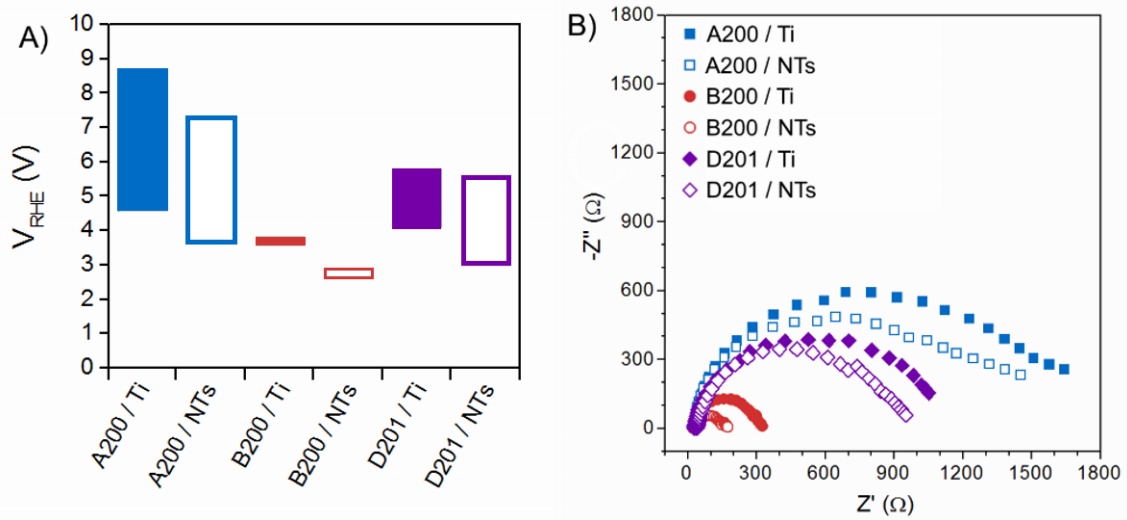 A)
V_RHE (V)
10
9
8
7
6
5
4
3
2
1
0
A200 / Ti
A200 / NTs
B200 / Ti
B200 / NTs
D201 / Ti
D201 / NTs
B)
-Z'' (Ω)
1800
1500
1200
900
600
300
0
A200 / Ti
A200 / NTs
B200 / Ti
B200 / NTs
D201 / Ti
D201 / NTs
0 300 600 900 1200 1500 1800
Z' (Ω)